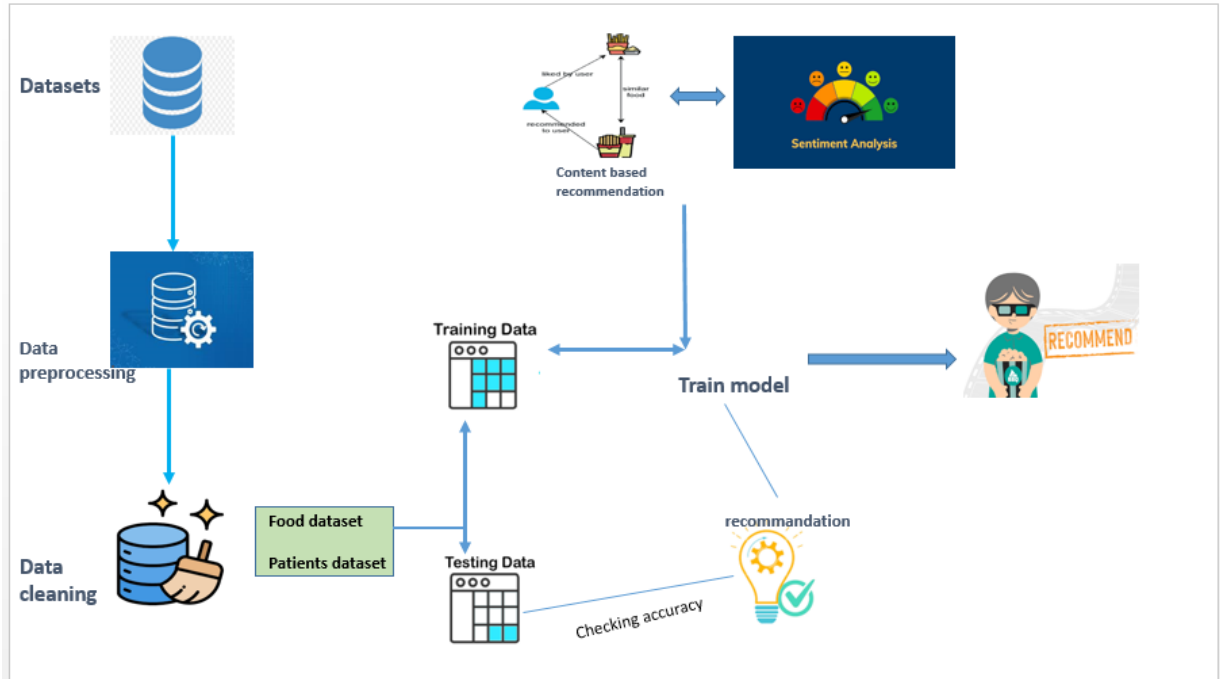 Datasets
liked by user
similar
food
recommended
to user
Content based
recommendation
Sentiment Analysis
Data
preprocessing
Training Data
Train model
RECOMMEND
Data
cleaning
Food dataset
Patients dataset
Testing Data
Checking accuracy
recommandation